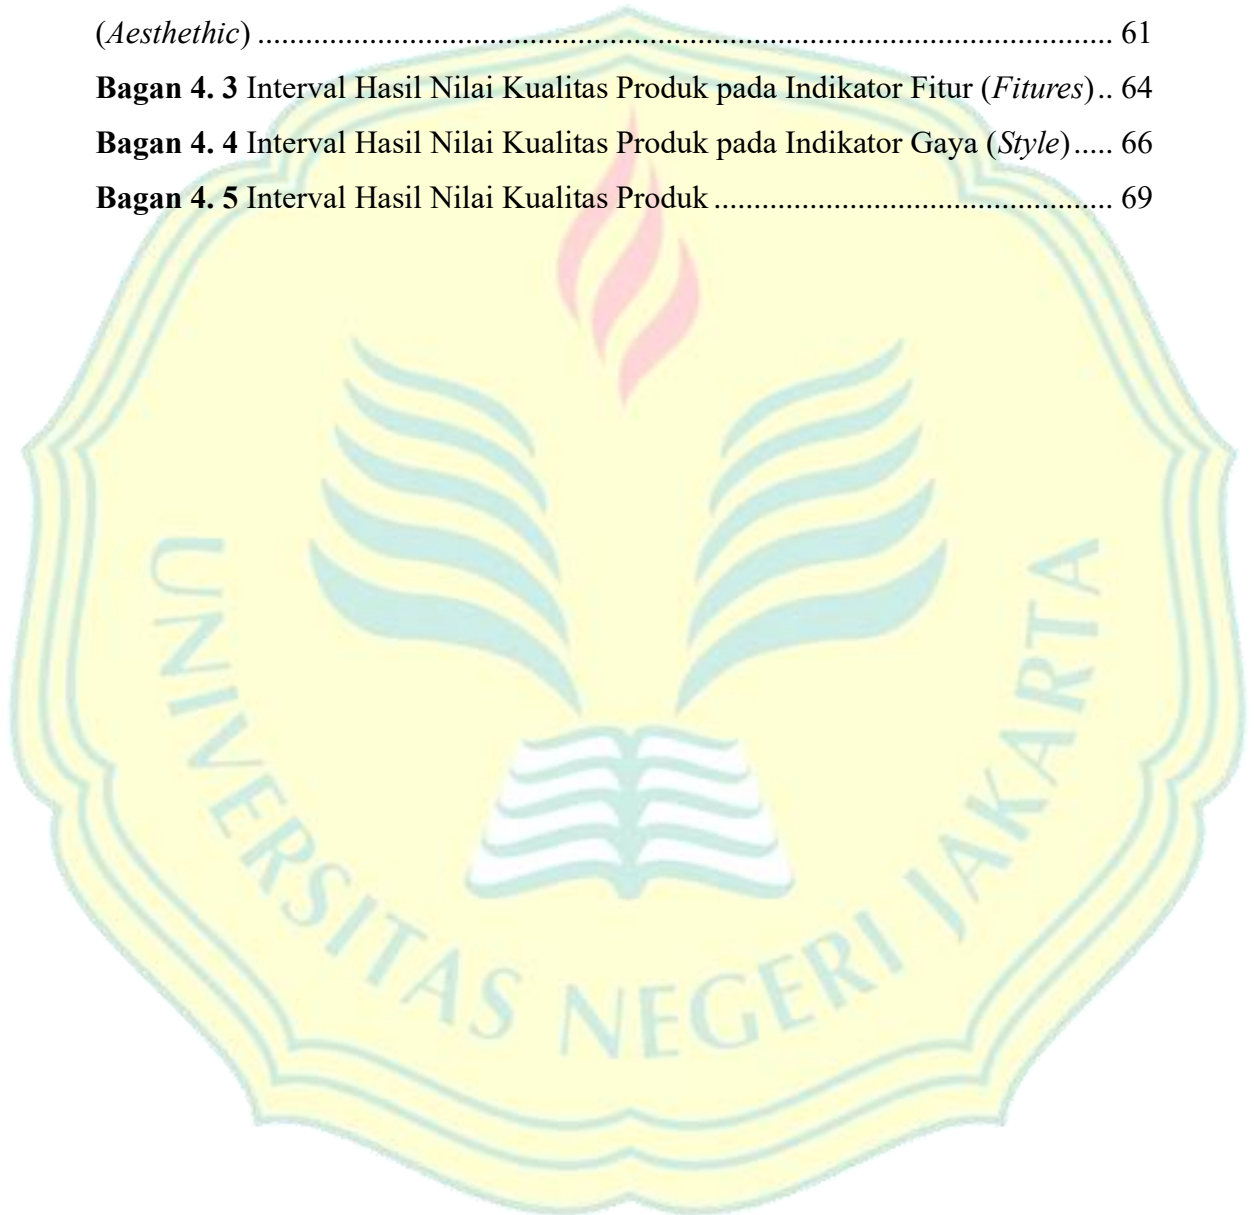 (Aesthethic) ........................................................................................................... 61
Bagan 4. 3 Interval Hasil Nilai Kualitas Produk pada Indikator Fitur (Fitures).. 64
Bagan 4. 4 Interval Hasil Nilai Kualitas Produk pada Indikator Gaya (Style)..... 66
Bagan 4. 5 Interval Hasil Nilai Kualitas Produk .................................................. 69
UNIVERSITAS NEGERI JAKARTA